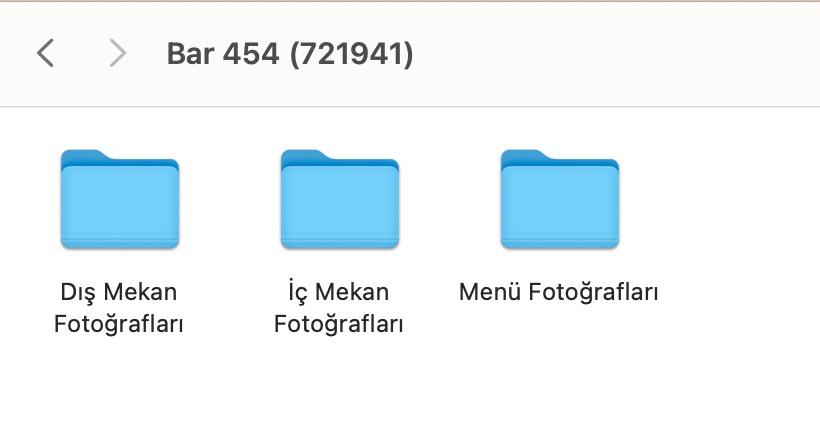 Bar 454 (721941)
Dış Mekan
Fotoğrafları
İç Mekan
Fotoğrafları
Menü Fotoğrafları